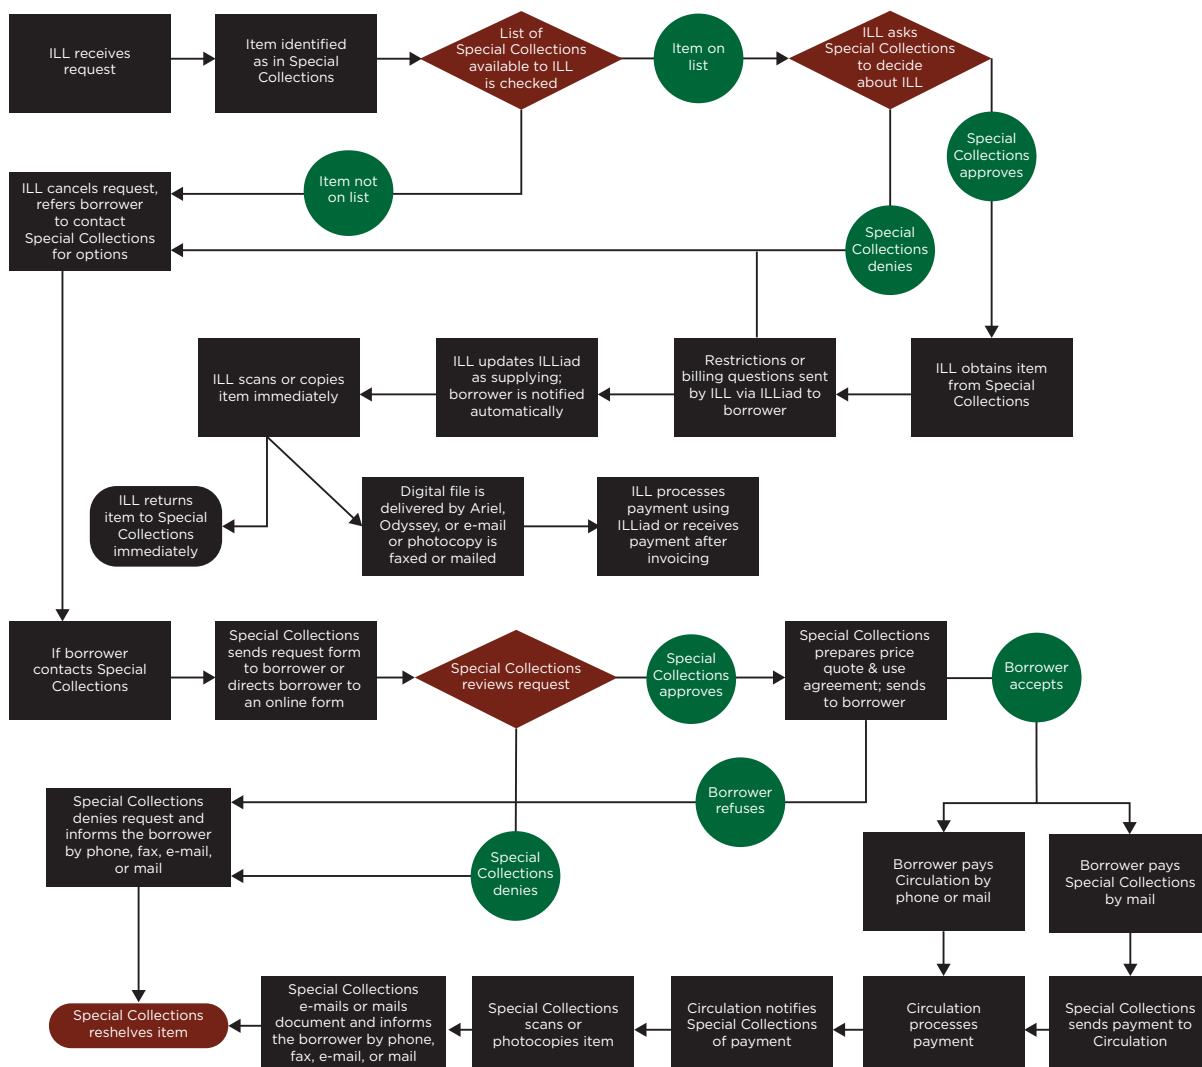 ILL receives
request
Item identified
as in Special
Collections
List of
Special Collections
available to ILL
is checked
Item on
list
ILL asks
Special Collections
to decide
about ILL
Special
Collections
approves
Item not
on list
ILL cancels request,
refers borrower
to contact
Special Collections
for options
Special
Collections
denies
ILL scans or copies
item immediately
ILL updates ILLiad
as supplying;
borrower is notified
automatically
Restrictions or
billing questions sent
by ILL via ILLiad to
borrower
ILL obtains item
from Special
Collections
ILL returns
item to Special
Collections
immediately
Digital file is
delivered by Ariel,
Odyssey, or e-mail
or photocopy is
faxed or mailed
ILL processes
payment using
ILLiad or receives
payment after
invoicing
If borrower
contacts Special
Collections
Special Collections
sends request form
to borrower or
directs borrower to
an online form
Special Collections
reviews request
Special
Collections
approves
Special Collections
prepares price
quote & use
agreement; sends
to borrower
Borrower
accepts
Borrower
refuses
Special Collections
denies request and
informs the borrower
by phone, fax, e-mail,
or mail
Special
Collections
denies
Borrower pays
Circulation by
phone or mail
Borrower pays
Special Collections
by mail
Special Collections
reshelves item
Special Collections
e-mails or mails
document and informs
the borrower by phone,
fax, e-mail, or mail
Special Collections
scans or
photocopies item
Circulation notifies
Special Collections
of payment
Circulation
processes
payment
Special Collections
sends payment to
Circulation